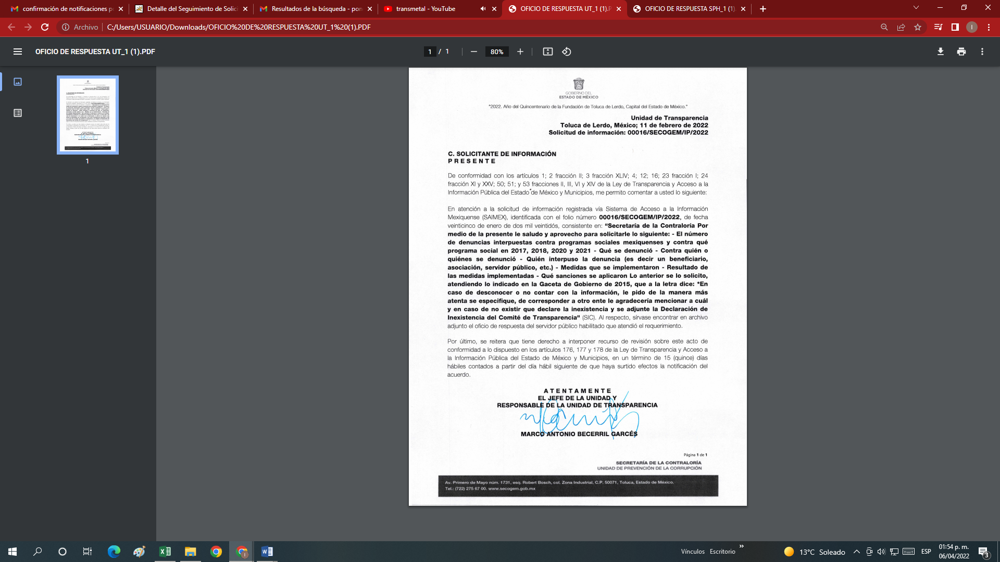 confirmación de notificaciones p
Detalle del Seguimiento de Solici
Resultados de la búsqueda - pon
transmetal - YouTube
OFICIO DE RESPUESTA UT_1 (1).P
OFICIO DE RESPUESTA SPH_1 (1)
Archivo
C:/Users/USUARIO/Downloads/OFICIO%20DE%20RESPUESTA%20UT_1%20(1).PDF
I
OFICIO DE RESPUESTA UT_1 (1).PDF
1 / 1
80%
1
GOBIERNO DEL
ESTADO DE MÉXICO
"2022. Año del Quincentenario de la Fundación de Toluca de Lerdo, Capital del Estado de México."
Unidad de Transparencia
Toluca de Lerdo, México; 11 de febrero de 2022
Solicitud de información: 00016/SECOGEM/IP/2022
C. SOLICITANTE DE INFORMACIÓN
P R E S E N T E
De conformidad con los artículos 1; 2 fracción II; 3 fracción XLIV; 4; 12; 16; 23 fracción I; 24
fracción XI y XXV; 50; 51; y 53 fracciones II, III, VI y XIV de la Ley de Transparencia y Acceso a la
Información Pública del Estado de México y Municipios, me permito comentar a usted lo siguiente:
En atención a la solicitud de información registrada vía Sistema de Acceso a la Información
Mexiquense (SAIMEX), identificada con el folio número 00016/SECOGEM/IP/2022, de fecha
veinticinco de enero de dos mil veintidós, consistente en: "Secretaría de la Contraloría Por
medio de la presente le saludo y aprovecho para solicitarle lo siguiente: - El número
de denuncias interpuestas contra programas sociales mexiquenses y contra qué
programa social en 2017, 2018, 2020 y 2021 - Qué se denunció - Contra quién o
quiénes se denunció - Quién interpuso la denuncia (es decir un beneficiario,
asociación, servidor público, etc.) - Medidas que se implementaron - Resultado de
las medidas implementadas - Qué sanciones se aplicaron Lo anterior se lo solicito,
atendiendo lo indicado en la Gaceta de Gobierno de 2015, que a la letra dice: *En
caso de desconocer o no contar con la información, le pido de la manera más
atenta se especifique, de corresponder a otro ente le agradecería mencionar a cuál
y en caso de no existir que declare la inexistencia y se adjunte la Declaración de
Inexistencia del Comité de Transparencia" (SIC). Al respecto, sírvase encontrar en archivo
adjunto el oficio de respuesta del servidor público habilitado que atendió el requerimiento.
Por último, se reitera que tiene derecho a interponer recurso de revisión sobre este acto de
conformidad a lo dispuesto en los artículos 176, 177 y 178 de la Ley de Transparencia y Acceso a
la Información Pública del Estado de México y Municipios, en un término de 15 (quince) días
hábiles contados a partir del día hábil siguiente de que haya surtido efectos la notificación del
acuerdo.
A T E N T A M E N T E
EL JEFE DE LA UNIDAD Y
RESPONSABLE DE LA UNIDAD DE TRANSPARENCIA
MARCO ANTONIO BECERRIL GARCÉS
Página 1 de 1
SECRETARÍA DE LA CONTRALORÍA
UNIDAD DE PREVENCIÓN DE LA CORRUPCIÓN
Av. Primero de Mayo núm. 1731, esq. Robert Bosch, col. Zona Industrial, C.P. 50071, Toluca, Estado de México.
Tel.: (722) 275 67 00. www.secogem.gob.mx
Vínculos Escritorio
13°C Soleado
ESP
01:54 p. m.
06/04/2022
3